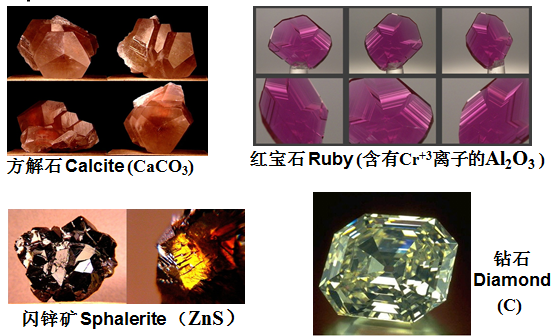 方解石 Calcite (CaCO₃)
红宝石 Ruby (含有Cr⁺³离子的Al₂O₃ )
闪锌矿 Sphalerite （ZnS）
钻石
Diamond
(C)